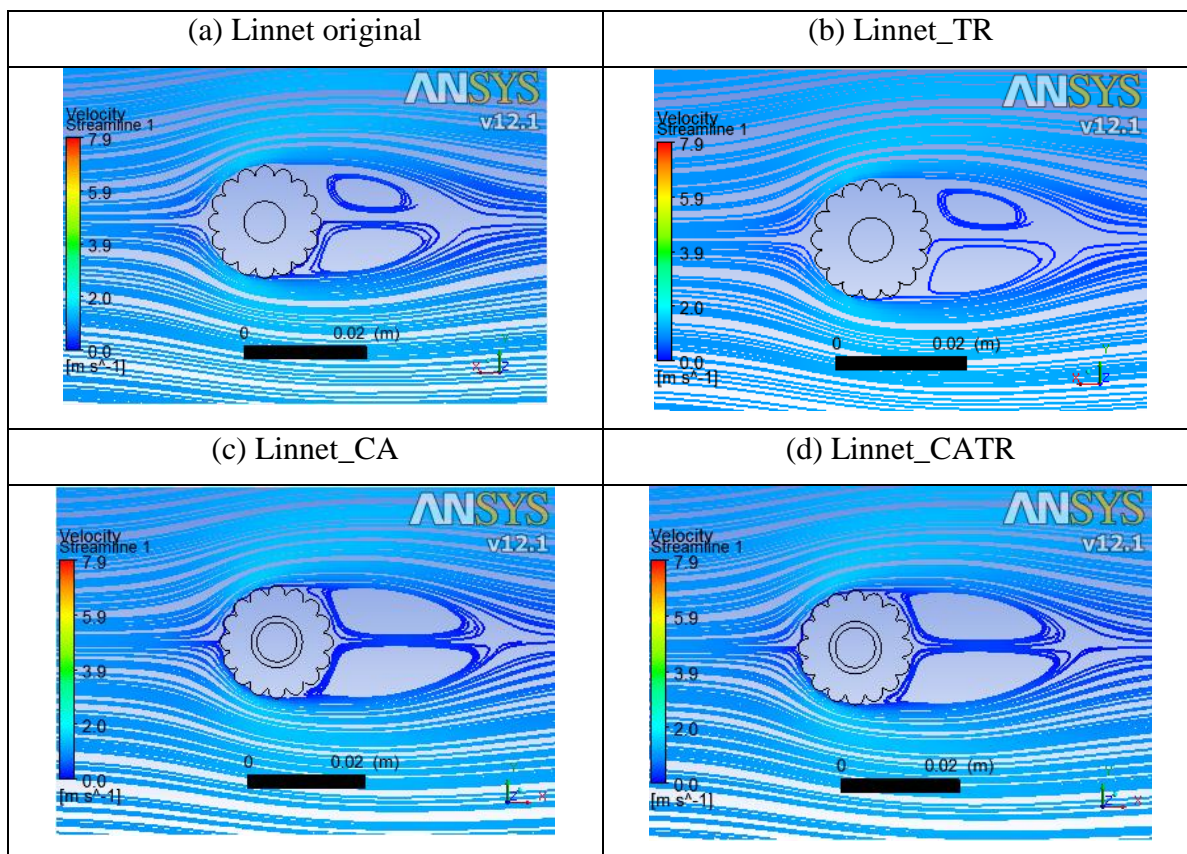 (a) Linnet original
(b) Linnet_TR
ANSYS
v12.1
Velocity
Streamline 1
7.9
5.9
3.9
2.0
0.0
[m s^-1]
0 0.02 (m)
Y
X Z
ANSYS
v12.1
Velocity
Streamline 1
7.9
5.9
3.9
2.0
0.0
[m s^-1]
0 0.02 (m)
Y
X Z
(c) Linnet_CA
(d) Linnet_CATR
ANSYS
v12.1
Velocity
Streamline 1
7.9
5.9
3.9
2.0
0.0
[m s^-1]
0 0.02 (m)
Y
Z X
ANSYS
v12.1
Velocity
Streamline 1
7.9
5.9
3.9
2.0
0.0
[m s^-1]
0 0.02 (m)
Y
Z X